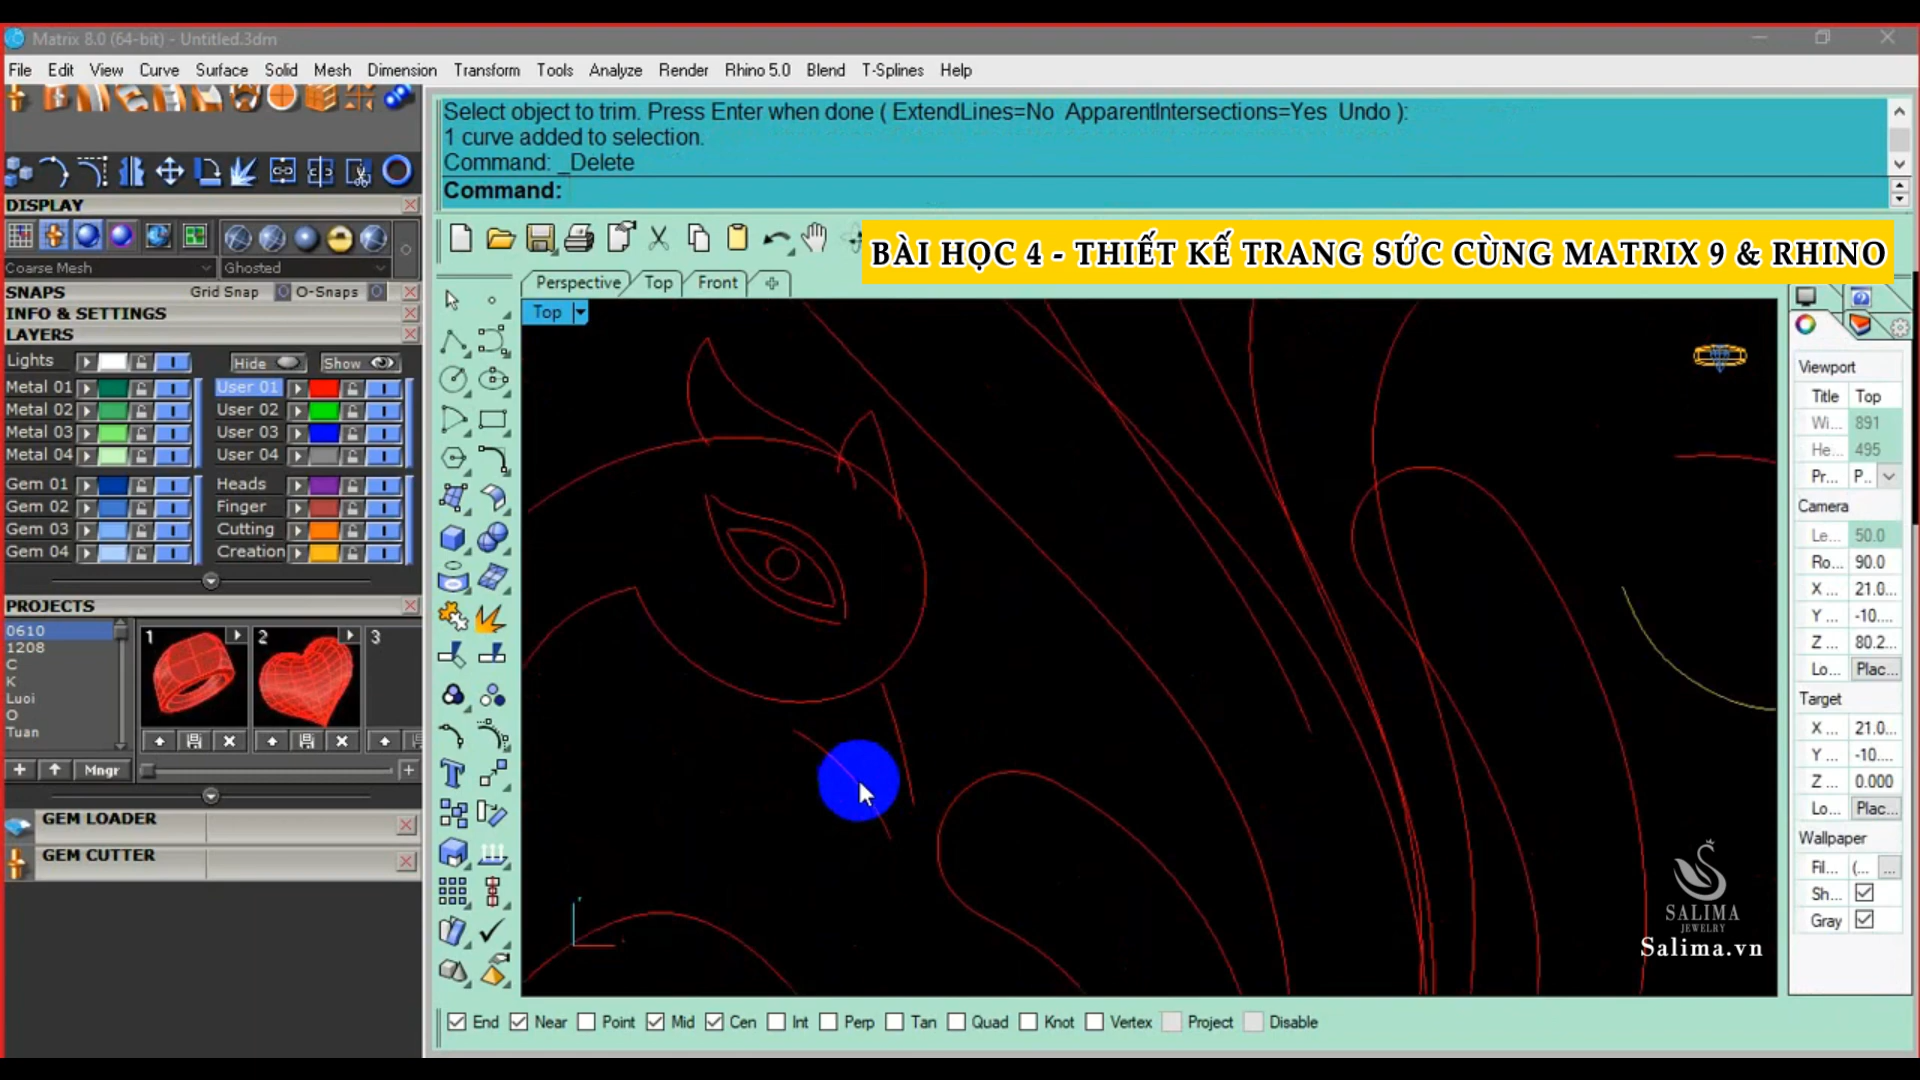 Matrix 8.0 (64-bit) - Untitled.3dm
File Edit View Curve Surface Solid Mesh Dimension Transform Tools Analyze Render Rhino 5.0 Blend T-Splines Help
Select object to trim. Press Enter when done ( ExtendLines=No ApparentIntersections=Yes Undo ):
1 curve added to selection.
Command: _Delete
Command:
BÀI HỌC 4 - THIẾT KẾ TRANG SỨC CÙNG MATRIX 9 & RHINO
DISPLAY
Coarse Mesh Ghosted
SNAPS Grid Snap O-Snaps
INFO & SETTINGS
LAYERS
Lights Hide Show
Metal 01 User 01
Metal 02 User 02
Metal 03 User 03
Metal 04 User 04
Gem 01 Heads
Gem 02 Finger
Gem 03 Cutting
Gem 04 Creation
PROJECTS
0610
1208
C
K
Luoi
O
Tuan
1 2 3
Mngr
GEM LOADER
GEM CUTTER
Perspective Top Front
Top
Viewport
Title Top
Wi... 891
He... 495
Pr... P..
Camera
Le... 50.0
Ro... 90.0
X ... 21.0...
Y ... -10....
Z ... 80.2...
Lo... Plac...
Target
X ... 21.0...
Y ... -10....
Z ... 0.000
Lo... Plac...
Wallpaper
Fil... (... ...
Sh...
Gray
SALIMA
JEWELRY
Salima.vn
End Near Point Mid Cen Int Perp Tan Quad Knot Vertex Project Disable